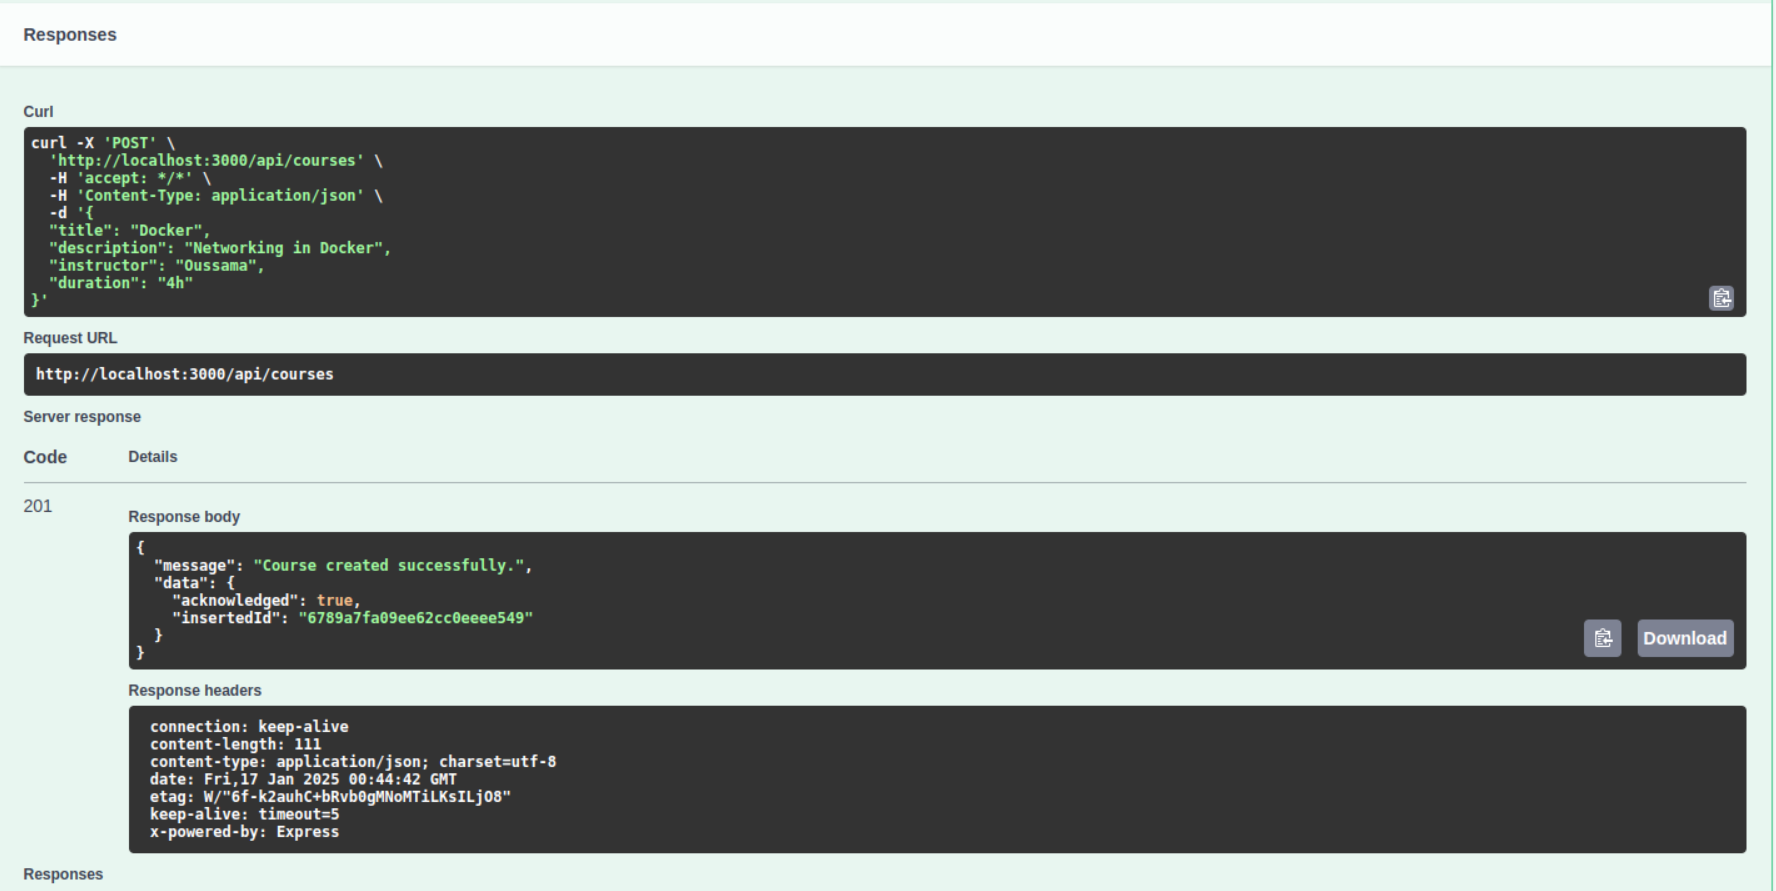 Responses
Curl
curl -X 'POST' \
  'http://localhost:3000/api/courses' \
  -H 'accept: */*' \
  -H 'Content-Type: application/json' \
  -d '{
  "title": "Docker",
  "description": "Networking in Docker",
  "instructor": "Oussama",
  "duration": "4h"
}'
Request URL
http://localhost:3000/api/courses
Server response
Code Details
201
Response body
{
  "message": "Course created successfully.",
  "data": {
    "acknowledged": true,
    "insertedId": "6789a7fa09ee62cc0eeee549"
  }
}
Download
Response headers
connection: keep-alive
content-length: 111
content-type: application/json; charset=utf-8
date: Fri,17 Jan 2025 00:44:42 GMT
etag: W/"6f-k2auhC+bRvb0gMNoMTiLKsILjO8"
keep-alive: timeout=5
x-powered-by: Express
Responses